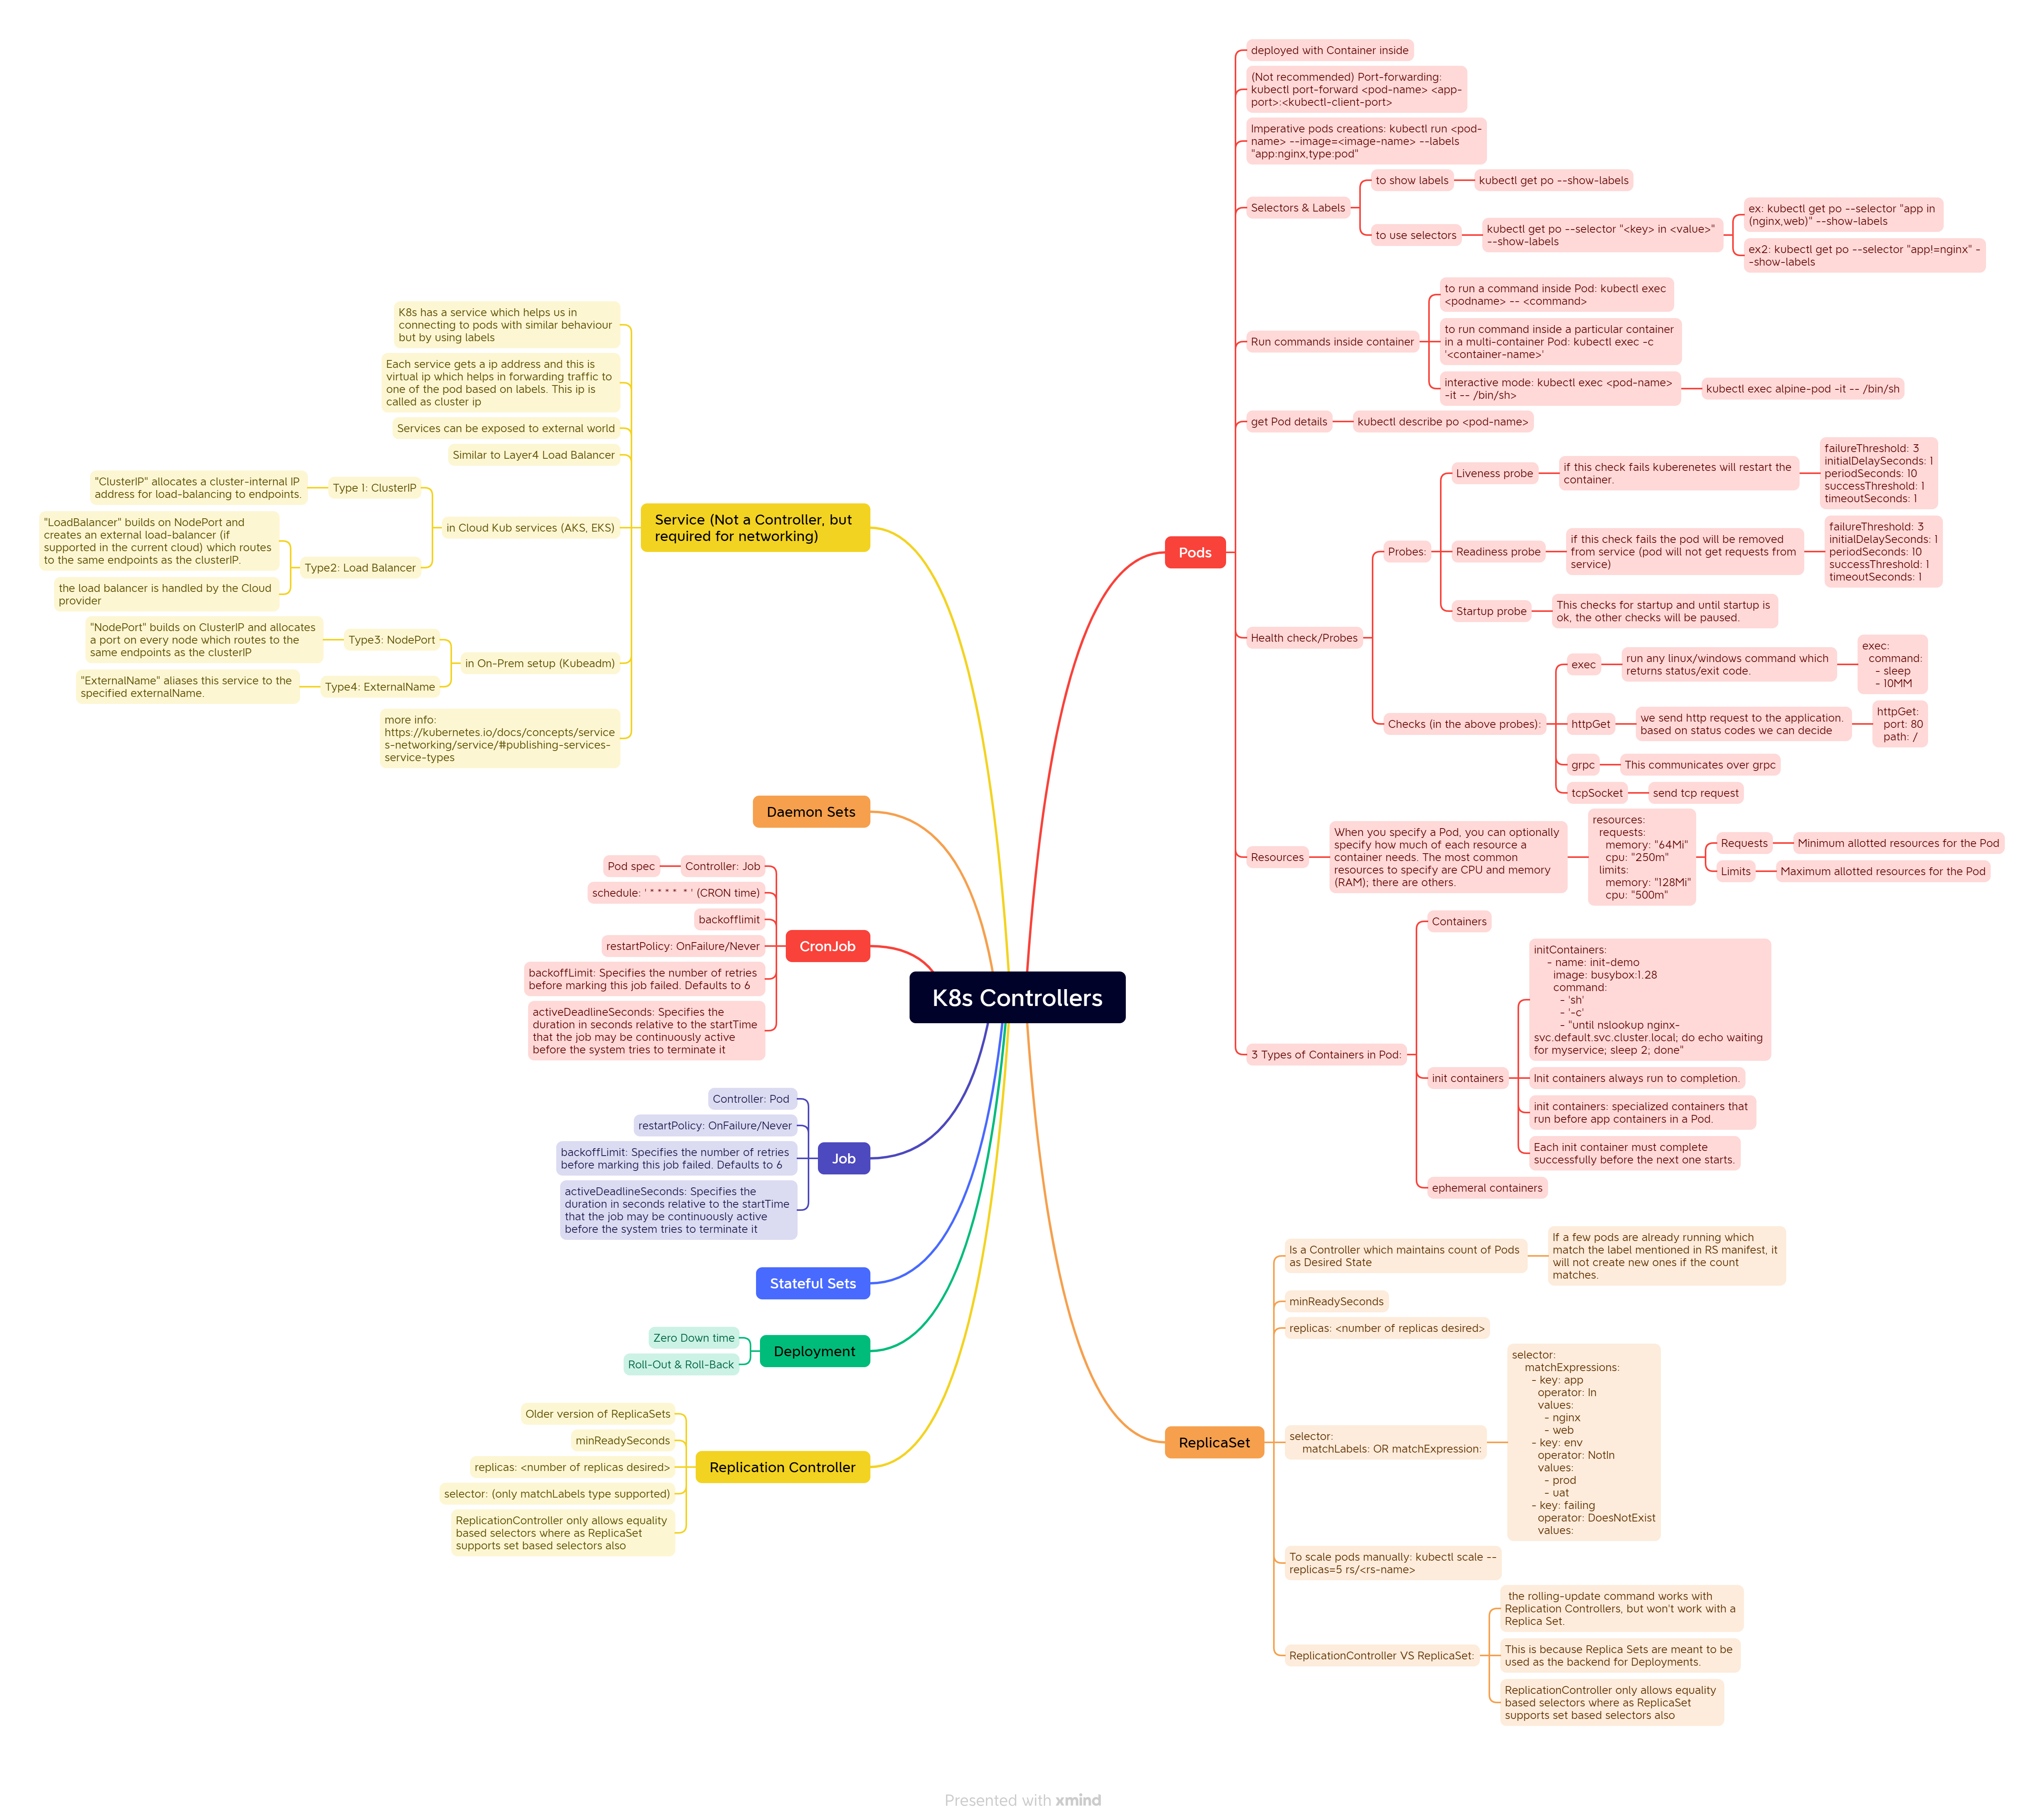 K8s Controllers
Pods
deployed with Container inside
(Not recommended) Port-forwarding:
kubectl port-forward <pod-name> <app-
port>:<kubectl-client-port>
Imperative pods creations: kubectl run <pod-
name> --image=<image-name> --labels
"app:nginx,type:pod"
Selectors & Labels
to show labels
kubectl get po --show-labels
to use selectors
kubectl get po --selector "<key> in <value>"
--show-labels
ex: kubectl get po --selector "app in
(nginx,web)" --show-labels
ex2: kubectl get po --selector "app!=nginx" -
-show-labels
Run commands inside container
to run a command inside Pod: kubectl exec
<podname> -- <command>
to run command inside a particular container
in a multi-container Pod: kubectl exec -c
'<container-name>'
interactive mode: kubectl exec <pod-name>
-it -- /bin/sh>
kubectl exec alpine-pod -it -- /bin/sh
get Pod details
kubectl describe po <pod-name>
Health check/Probes
Probes:
Liveness probe
if this check fails kuberenetes will restart the
container.
failureThreshold: 3
initialDelaySeconds: 1
periodSeconds: 10
successThreshold: 1
timeoutSeconds: 1
Readiness probe
if this check fails the pod will be removed
from service (pod will not get requests from
service)
failureThreshold: 3
initialDelaySeconds: 1
periodSeconds: 10
successThreshold: 1
timeoutSeconds: 1
Startup probe
This checks for startup and until startup is
ok, the other checks will be paused.
Checks (in the above probes):
exec
run any linux/windows command which
returns status/exit code.
exec:
command:
- sleep
- 10MM
httpGet
we send http request to the application.
based on status codes we can decide
httpGet:
port: 80
path: /
grpc
This communicates over grpc
tcpSocket
send tcp request
Resources
When you specify a Pod, you can optionally
specify how much of each resource a
container needs. The most common
resources to specify are CPU and memory
(RAM); there are others.
resources:
requests:
memory: "64Mi"
cpu: "250m"
limits:
memory: "128Mi"
cpu: "500m"
Requests
Minimum allotted resources for the Pod
Limits
Maximum allotted resources for the Pod
3 Types of Containers in Pod:
Containers
init containers
initContainers:
- name: init-demo
image: busybox:1.28
command:
- 'sh'
- '-c'
- "until nslookup nginx-
svc.default.svc.cluster.local; do echo waiting
for myservice; sleep 2; done"
Init containers always run to completion.
init containers: specialized containers that
run before app containers in a Pod.
Each init container must complete
successfully before the next one starts.
ephemeral containers
ReplicaSet
Is a Controller which maintains count of Pods
as Desired State
If a few pods are already running which
match the label mentioned in RS manifest, it
will not create new ones if the count
matches.
minReadySeconds
replicas: <number of replicas desired>
selector:
matchLabels: OR matchExpression:
selector:
matchExpressions:
- key: app
operator: In
values:
- nginx
- web
- key: env
operator: NotIn
values:
- prod
- uat
- key: failing
operator: DoesNotExist
values:
To scale pods manually: kubectl scale --
replicas=5 rs/<rs-name>
ReplicationController VS ReplicaSet:
the rolling-update command works with
Replication Controllers, but won't work with a
Replica Set.
This is because Replica Sets are meant to be
used as the backend for Deployments.
ReplicationController only allows equality
based selectors where as ReplicaSet
supports set based selectors also
Service (Not a Controller, but
required for networking)
K8s has a service which helps us in
connecting to pods with similar behaviour
but by using labels
Each service gets a ip address and this is
virtual ip which helps in forwarding traffic to
one of the pod based on labels. This ip is
called as cluster ip
Services can be exposed to external world
Similar to Layer4 Load Balancer
in Cloud Kub services (AKS, EKS)
Type 1: ClusterIP
"ClusterIP" allocates a cluster-internal IP
address for load-balancing to endpoints.
Type2: Load Balancer
"LoadBalancer" builds on NodePort and
creates an external load-balancer (if
supported in the current cloud) which routes
to the same endpoints as the clusterIP.
the load balancer is handled by the Cloud
provider
in On-Prem setup (Kubeadm)
Type3: NodePort
"NodePort" builds on ClusterIP and allocates
a port on every node which routes to the
same endpoints as the clusterIP
Type4: ExternalName
"ExternalName" aliases this service to the
specified externalName.
more info:
https://kubernetes.io/docs/concepts/service
s-networking/service/#publishing-services-
service-types
Daemon Sets
CronJob
Controller: Job
Pod spec
schedule: ' * * * *  * ' (CRON time)
backofflimit
restartPolicy: OnFailure/Never
backoffLimit: Specifies the number of retries
before marking this job failed. Defaults to 6
activeDeadlineSeconds: Specifies the
duration in seconds relative to the startTime
that the job may be continuously active
before the system tries to terminate it
Job
Controller: Pod
restartPolicy: OnFailure/Never
backoffLimit: Specifies the number of retries
before marking this job failed. Defaults to 6
activeDeadlineSeconds: Specifies the
duration in seconds relative to the startTime
that the job may be continuously active
before the system tries to terminate it
Stateful Sets
Deployment
Zero Down time
Roll-Out & Roll-Back
Replication Controller
Older version of ReplicaSets
minReadySeconds
replicas: <number of replicas desired>
selector: (only matchLabels type supported)
ReplicationController only allows equality
based selectors where as ReplicaSet
supports set based selectors also
Presented with xmind